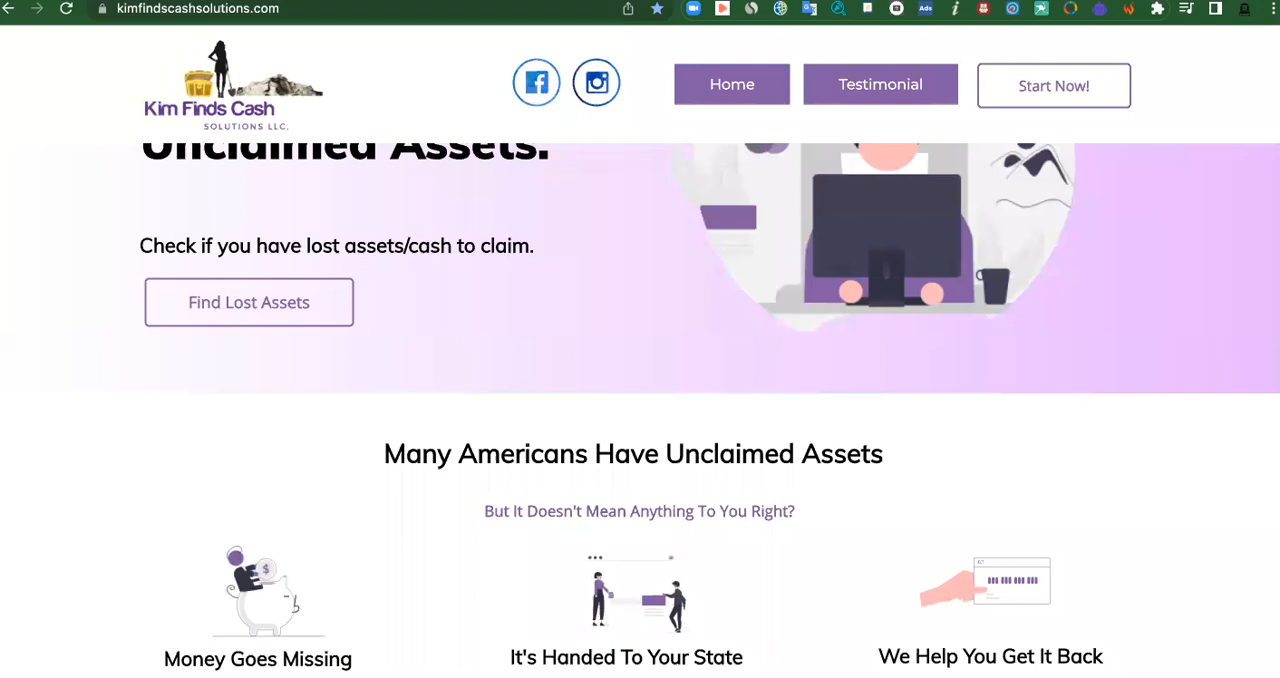 kimfindscashsolutions.com
Kim Finds Cash
SOLUTIONS LLC.
Home
Testimonial
Start Now!
Unclaimed Assets.
Check if you have lost assets/cash to claim.
Find Lost Assets
Many Americans Have Unclaimed Assets
But It Doesn't Mean Anything To You Right?
Money Goes Missing
It's Handed To Your State
We Help You Get It Back